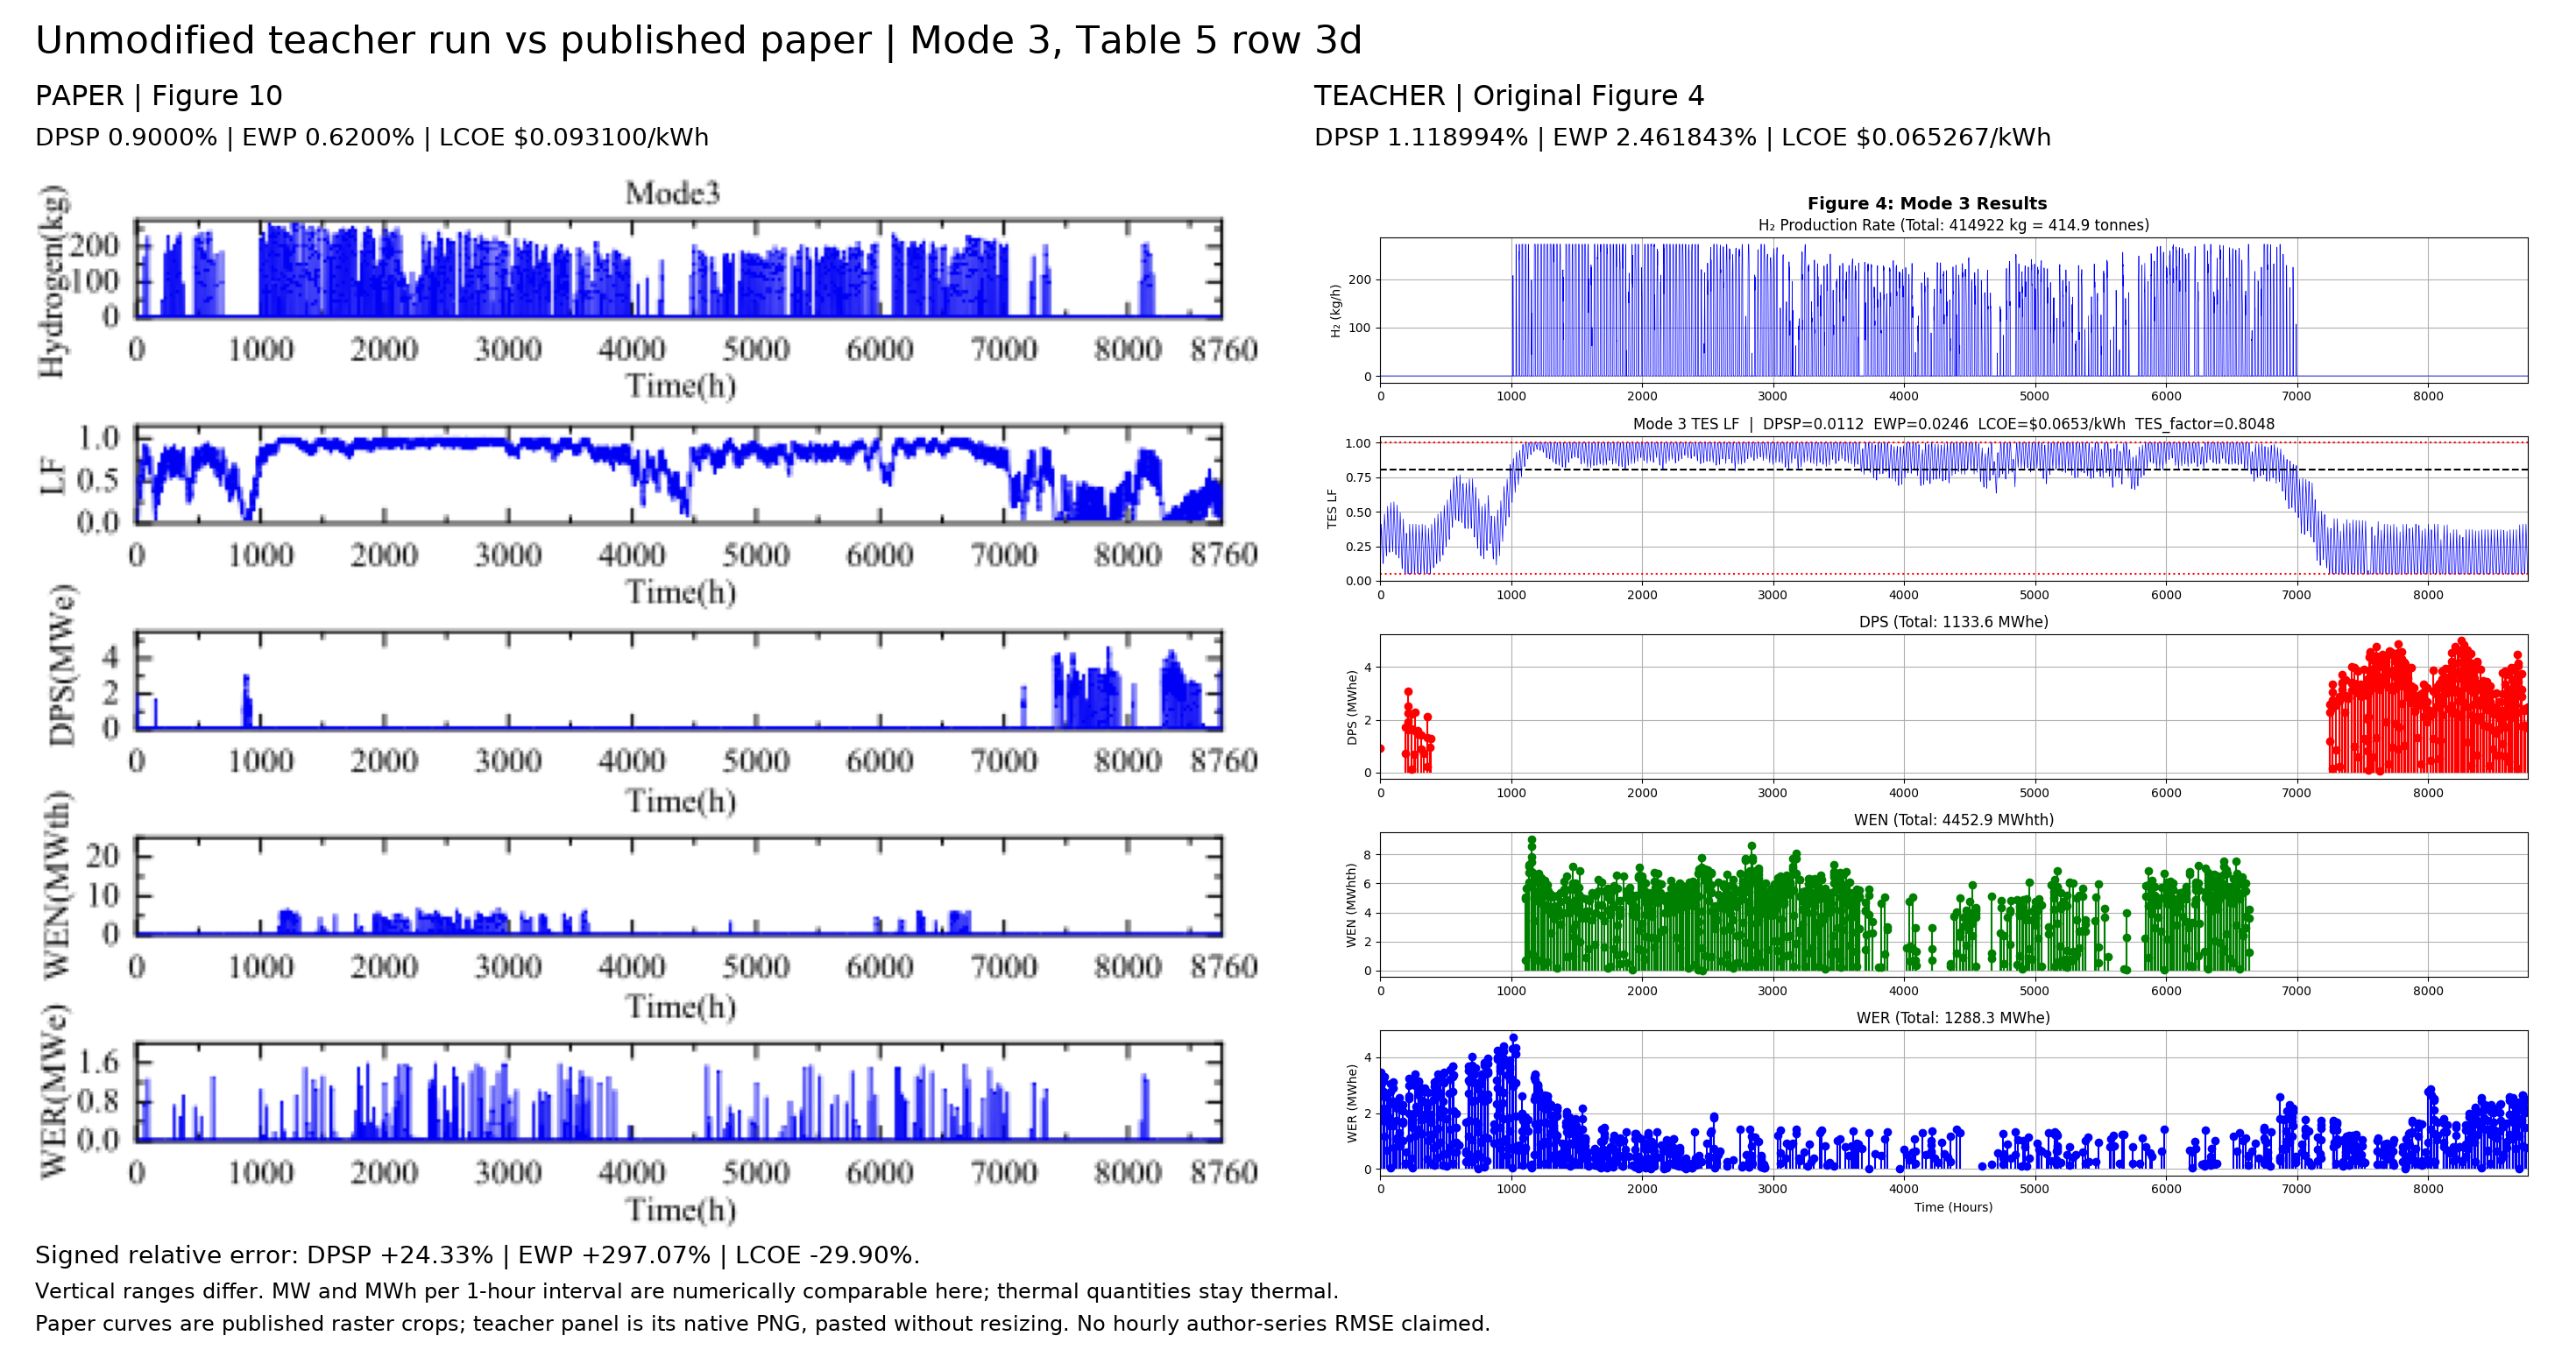 Unmodified teacher run vs published paper | Mode 3, Table 5 row 3d
PAPER | Figure 10
DPSP 0.9000% | EWP 0.6200% | LCOE $0.093100/kWh
Mode3
Hydrogen(kg)
200
100
0
0 1000 2000 3000 4000 5000 6000 7000 8000 8760
Time(h)
LF
1.0
0.5
0.0
0 1000 2000 3000 4000 5000 6000 7000 8000 8760
Time(h)
DPS(MWe)
4
2
0
0 1000 2000 3000 4000 5000 6000 7000 8000 8760
Time(h)
WEN(MWth)
20
10
0
0 1000 2000 3000 4000 5000 6000 7000 8000 8760
Time(h)
WER(MWe)
1.6
0.8
0.0
0 1000 2000 3000 4000 5000 6000 7000 8000 8760
Time(h)
TEACHER | Original Figure 4
DPSP 1.118994% | EWP 2.461843% | LCOE $0.065267/kWh
Figure 4: Mode 3 Results
H₂ Production Rate (Total: 414922 kg = 414.9 tonnes)
H₂ (kg/h)
200
100
0
0 1000 2000 3000 4000 5000 6000 7000 8000
Mode 3 TES LF | DPSP=0.0112 EWP=0.0246 LCOE=$0.0653/kWh TES_factor=0.8048
TES LF
1.00
0.75
0.50
0.25
0.00
0 1000 2000 3000 4000 5000 6000 7000 8000
DPS (Total: 1133.6 MWhe)
DPS (MWhe)
4
2
0
0 1000 2000 3000 4000 5000 6000 7000 8000
WEN (Total: 4452.9 MWhth)
WEN (MWhth)
8
6
4
2
0
0 1000 2000 3000 4000 5000 6000 7000 8000
WER (Total: 1288.3 MWhe)
WER (MWhe)
4
2
0
0 1000 2000 3000 4000 5000 6000 7000 8000
Time (Hours)
Signed relative error: DPSP +24.33% | EWP +297.07% | LCOE -29.90%.
Vertical ranges differ. MW and MWh per 1-hour interval are numerically comparable here; thermal quantities stay thermal.
Paper curves are published raster crops; teacher panel is its native PNG, pasted without resizing. No hourly author-series RMSE claimed.